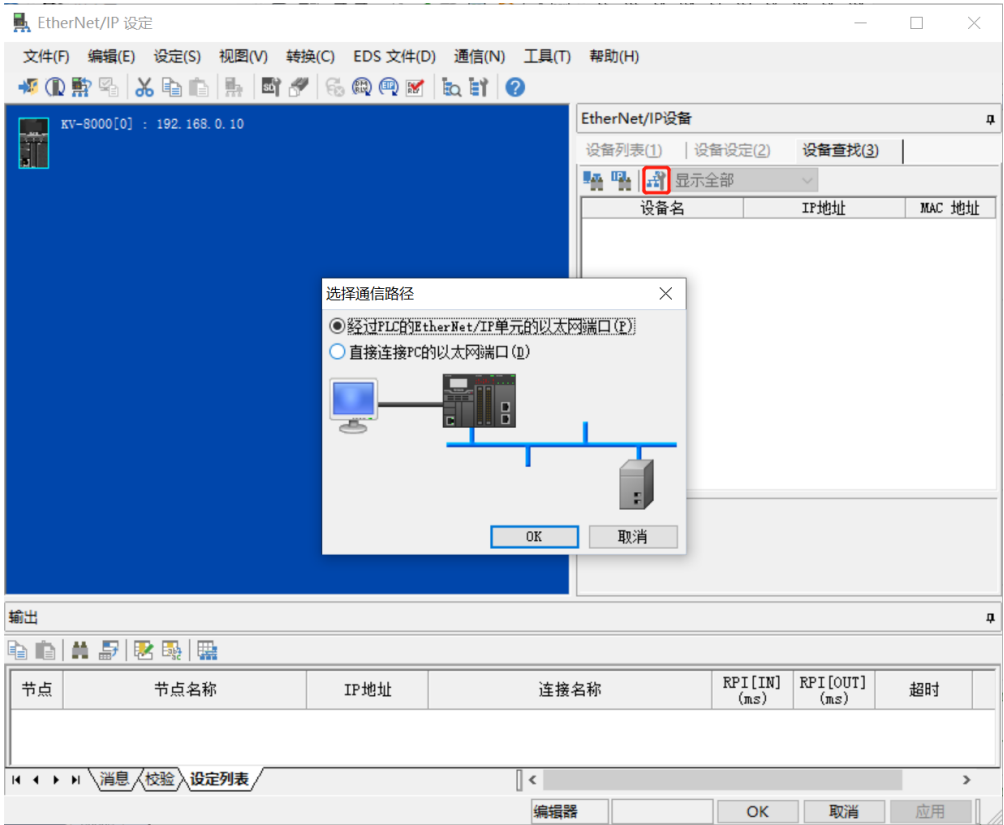 EtherNet/IP 设定
文件(F) 编辑(E) 设定(S) 视图(V) 转换(C) EDS 文件(D) 通信(N) 工具(T) 帮助(H)
KV-8000[0] : 192.168.0.10
EtherNet/IP设备
设备列表(1) 设备设定(2) 设备查找(3)
显示全部
设备名 IP地址 MAC 地址
选择通信路径
经过PLC的EtherNet/IP单元的以太网端口(P)
直接连接PC的以太网端口(D)
OK 取消
输出
节点 节点名称 IP地址 连接名称 RPI[IN] (ms) RPI[OUT] (ms) 超时
消息 校验 设定列表
编辑器 OK 取消 应用